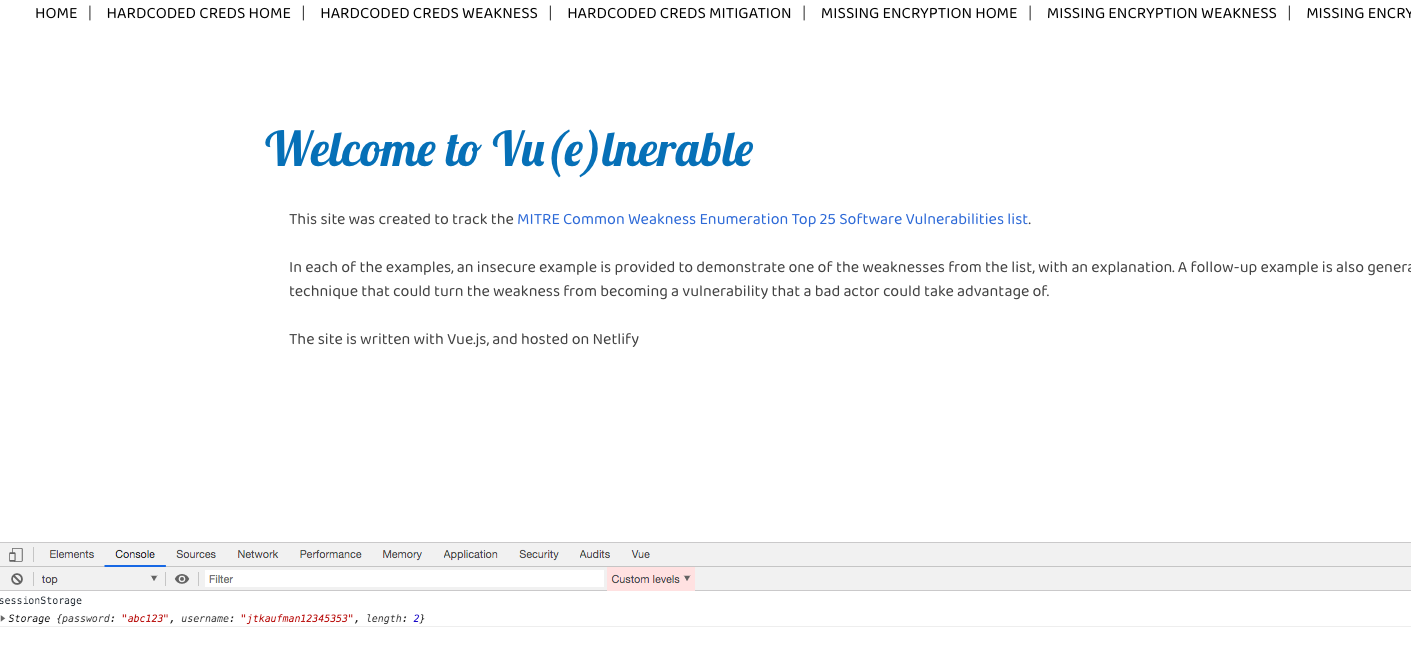 HOME | HARDCODED CREDS HOME | HARDCODED CREDS WEAKNESS | HARDCODED CREDS MITIGATION | MISSING ENCRYPTION HOME | MISSING ENCRYPTION WEAKNESS | MISSING ENCRY
Welcome to Vu(e)lnerable
This site was created to track the MITRE Common Weakness Enumeration Top 25 Software Vulnerabilities list.
In each of the examples, an insecure example is provided to demonstrate one of the weaknesses from the list, with an explanation. A follow-up example is also genera
technique that could turn the weakness from becoming a vulnerability that a bad actor could take advantage of.
The site is written with Vue.js, and hosted on Netlify
Elements Console Sources Network Performance Memory Application Security Audits Vue
top Filter Custom levels
sessionStorage
Storage {password: "abc123", username: "jtkaufman12345353", length: 2}